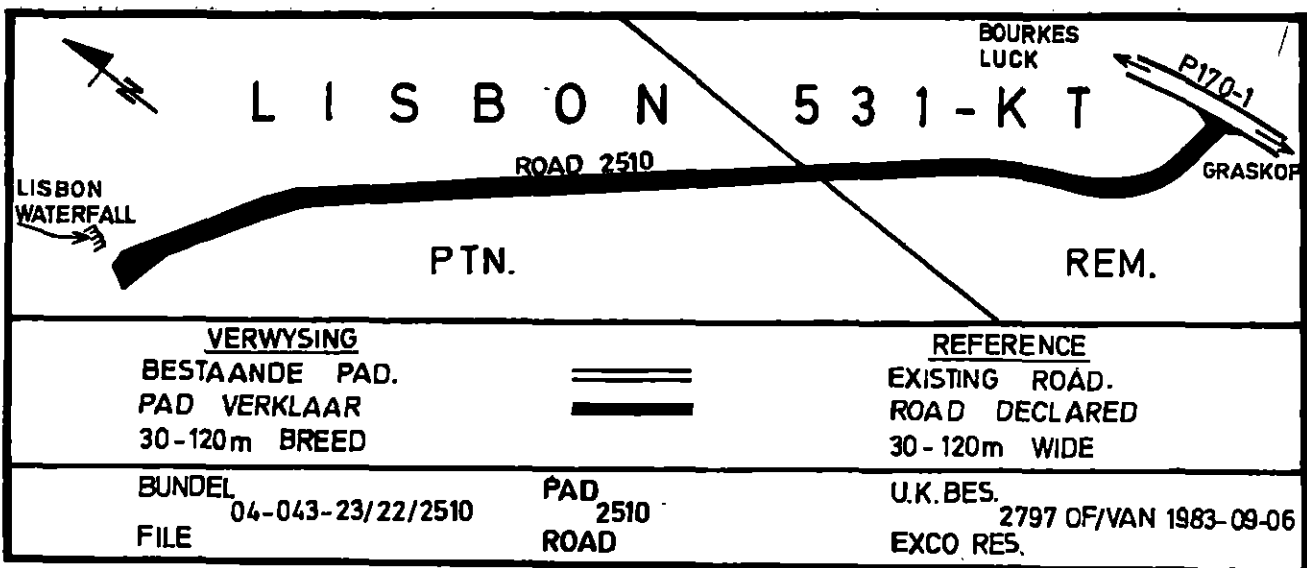 BOURKES
LUCK
P170-1
N
L I S B O N 5 3 1 - K T
ROAD 2510
GRASKOP
LISBON
WATERFALL
PTN.
REM.
VERWYSING
BESTAANDE PAD.
PAD VERKLAAR
30-120m BREED
REFERENCE
EXISTING ROAD.
ROAD DECLARED
30-120m WIDE
BUNDEL
04-043-23/22/2510
FILE
PAD
2510
ROAD
U.K.BES.
2797 OF/VAN 1983-09-06
EXCO RES.